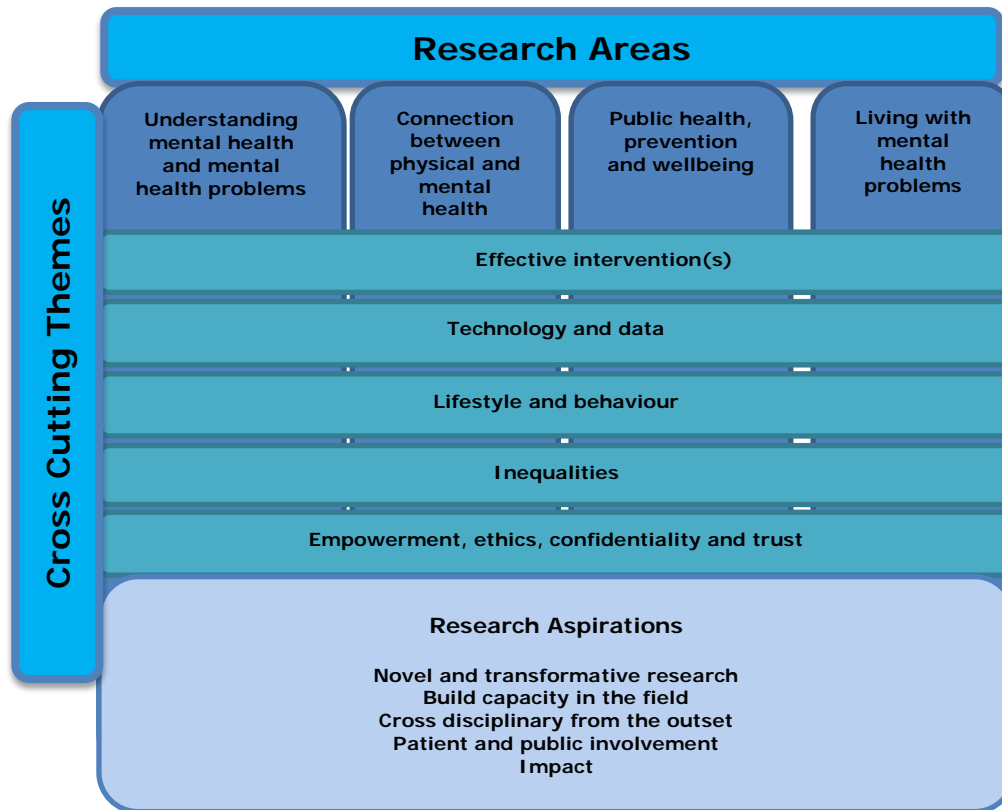 Research Areas
Cross Cutting Themes
Understanding
mental health
and mental
health problems
Connection
between
physical and
mental
health
Public health,
prevention
and wellbeing
Living with
mental
health
problems
Effective intervention(s)
Technology and data
Lifestyle and behaviour
Inequalities
Empowerment, ethics, confidentiality and trust
Research Aspirations
Novel and transformative research
Build capacity in the field
Cross disciplinary from the outset
Patient and public involvement
Impact